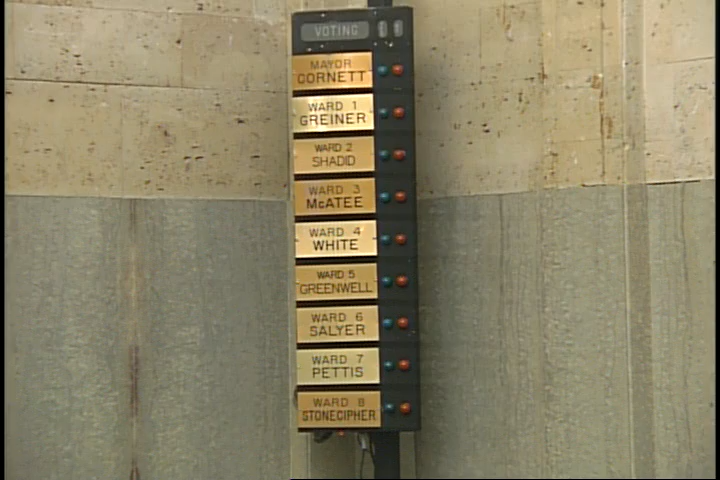 VOTING
MAYOR
CORNETT
WARD 1
GREINER
WARD 2
SHADID
WARD 3
McATEE
WARD 4
WHITE
WARD 5
GREENWELL
WARD 6
SALYER
WARD 7
PETTIS
WARD 8
STONECIPHER